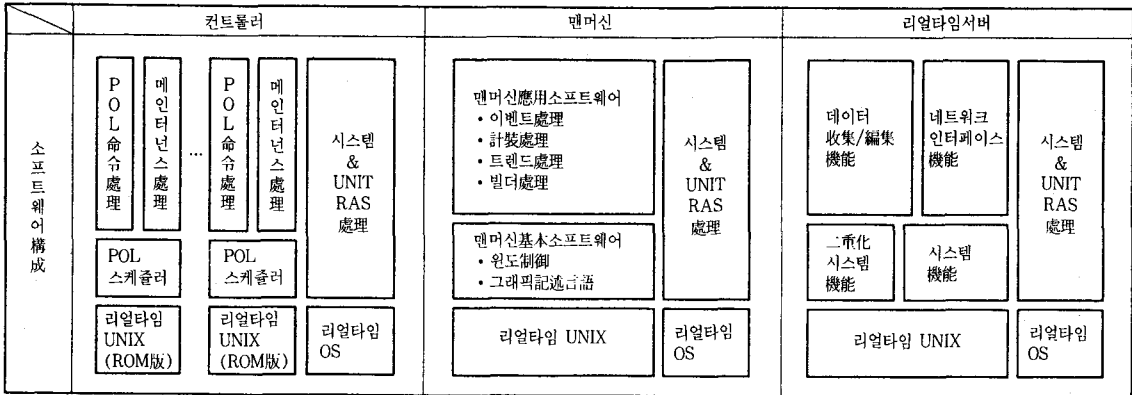 컨트롤러
맨머신
리얼타임서버
소프트웨어構成
POL命令處理
메인터넌스處理
…
POL命令處理
메인터넌스處理
시스템
&
UNIT
RAS
處理
POL
스케줄러
POL
스케줄러
리얼타임
UNIX
(ROM版)
리얼타임
UNIX
(ROM版)
리얼타임
OS
맨머신應用소프트웨어
・이벤트處理
・計裝處理
・트렌드處理
・빌더處理
시스템
&
UNIT
RAS
處理
맨머신基本소프트웨어
・윈도制御
・그래픽記述言語
리얼타임 UNIX
리얼타임
OS
데이터
收集/編集
機能
네트워크
인터페이스
機能
시스템
&
UNIT
RAS
處理
二重化
시스템
機能
시스템
機能
리얼타임 UNIX
리얼타임
OS